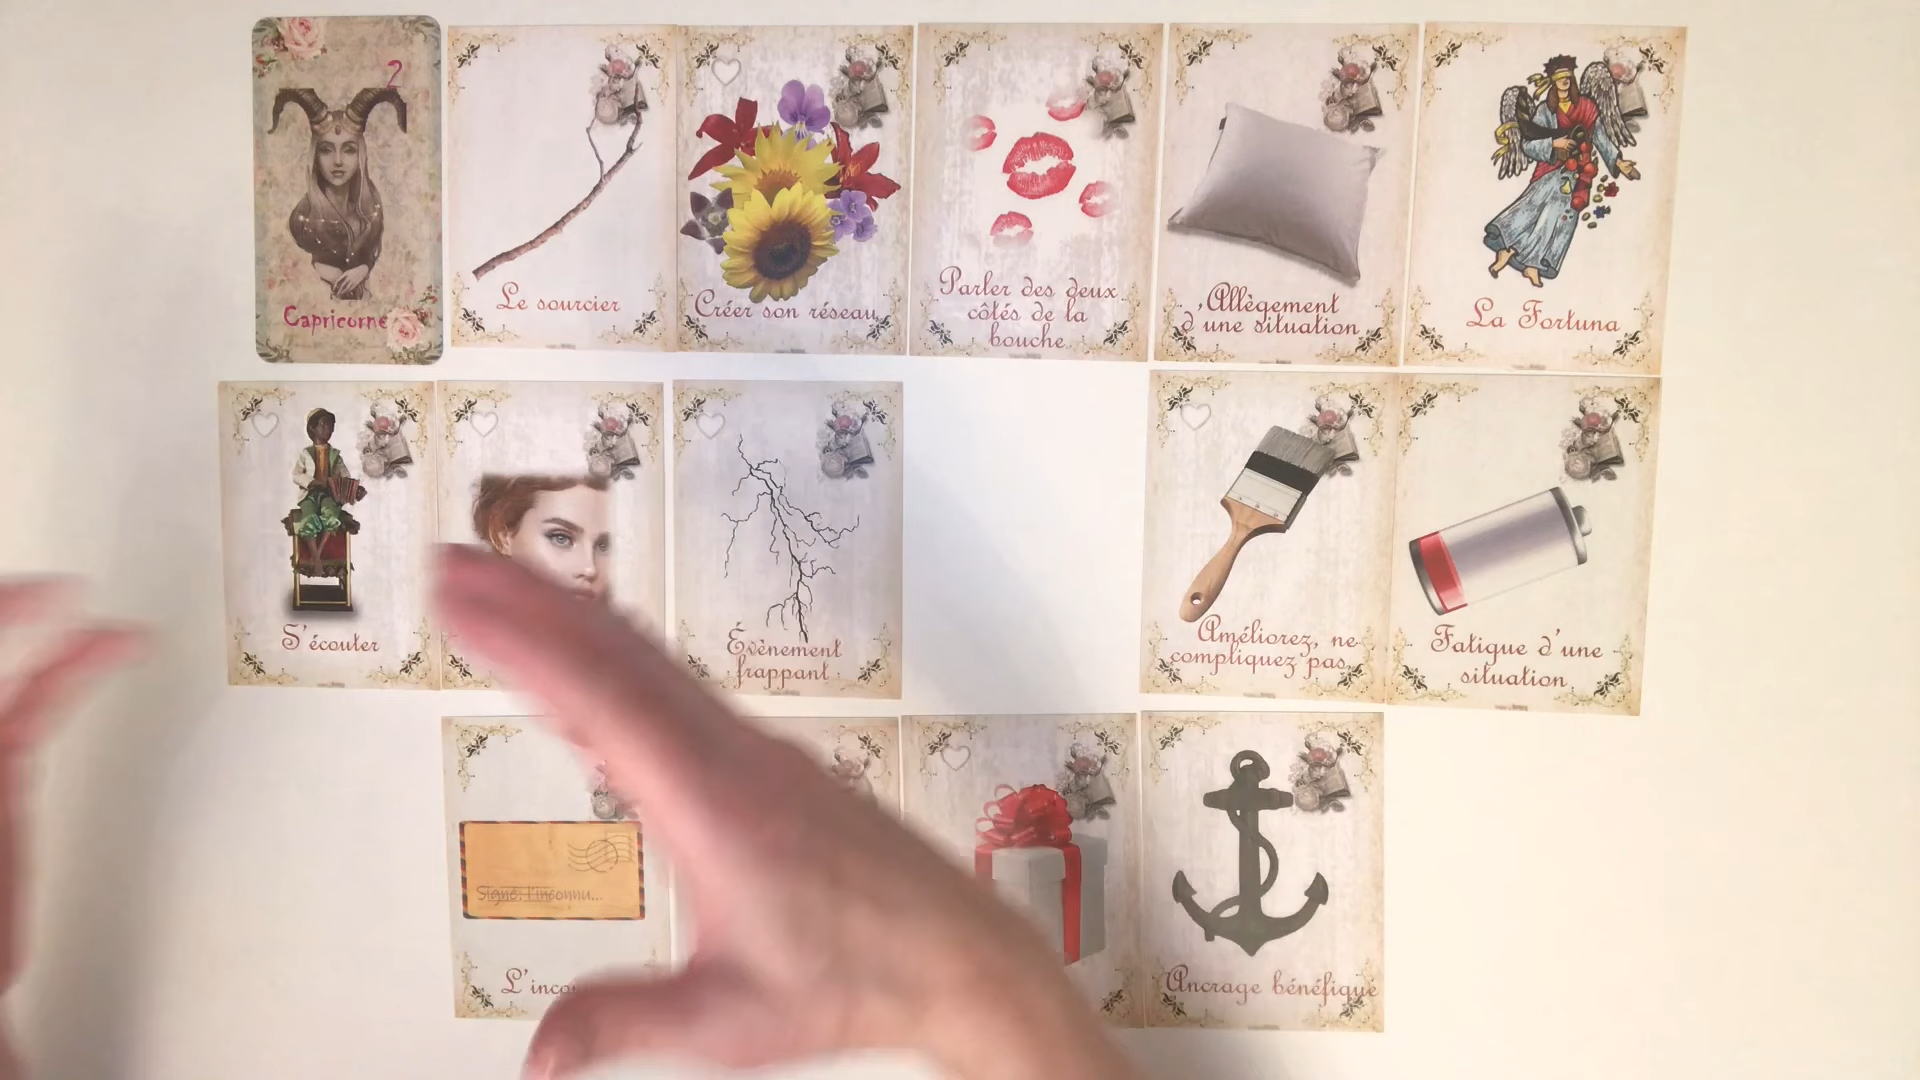 2
Capricorne
Le sourcier
Créer son réseau
Parler des deux
côtés de la
bouche
Allègement
d'une situation
La Fortuna
S'écouter
Évènement
frappant
Améliorez, ne
compliquez pas
Fatigue d'une
situation
Signé: l'inconnu...
Ancrage bénéfique